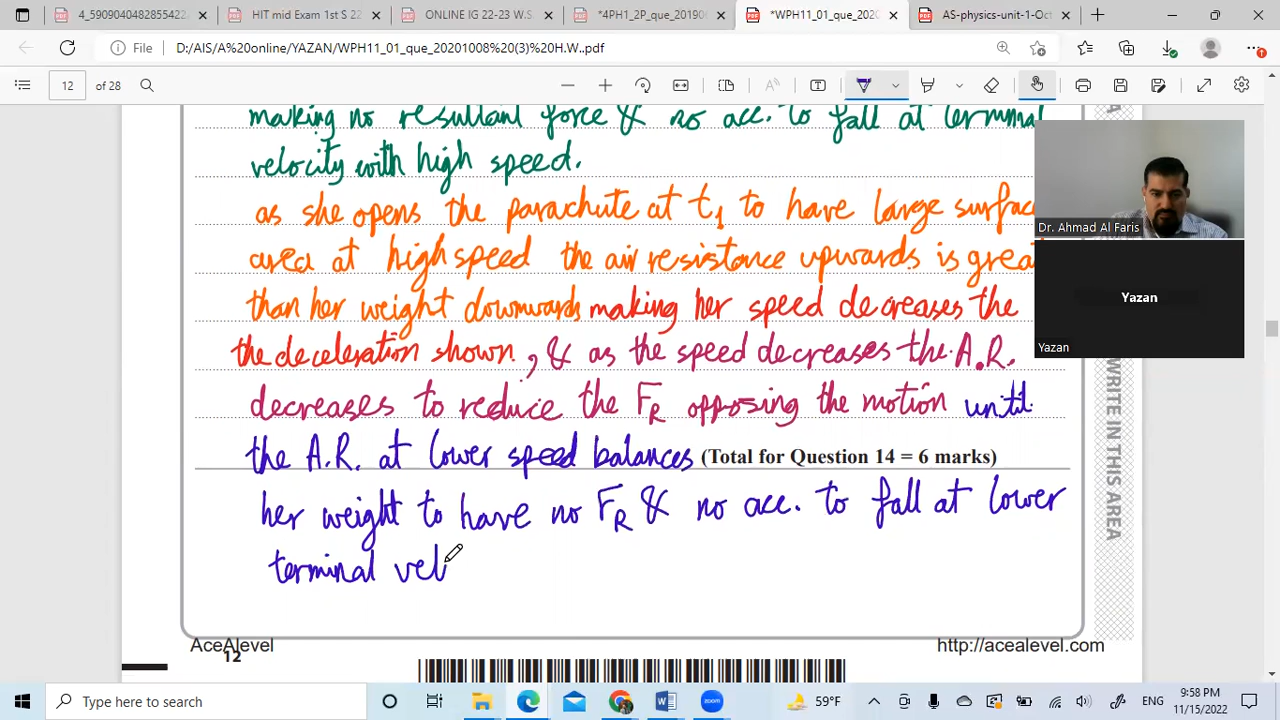 4_5909040408285542
HIT mid Exam 1st S 22
ONLINE IG 22-23 W.S.
*4PH1_2P_que_20190
*WPH11_01_que_2020
AS-physics-unit-1-Oct
File
D:/AIS/A%20online/YAZAN/WPH11_01_que_20201008%20(3)%20H.W..pdf
12 of 28
making no resultant force & no acc. to fall at terminal
velocity with high speed.
as she opens the parachute at t1 to have large surfac
area at high speed the air resistance upwards is great
than her weight downwards making her speed decreases the
the deceleration shown, & as the speed decreases the A.R.
decreases to reduce the FR opposing the motion until
the A.R. at lower speed balances (Total for Question 14 = 6 marks)
her weight to have no FR & no acc. to fall at lower
terminal vel
Dr. Ahmad Al Faris
Yazan
Yazan
WRITE IN THIS AREA
AceAlevel
http://acealevel.com
12
Type here to search
59°F
ENG
9:58 PM
11/15/2022